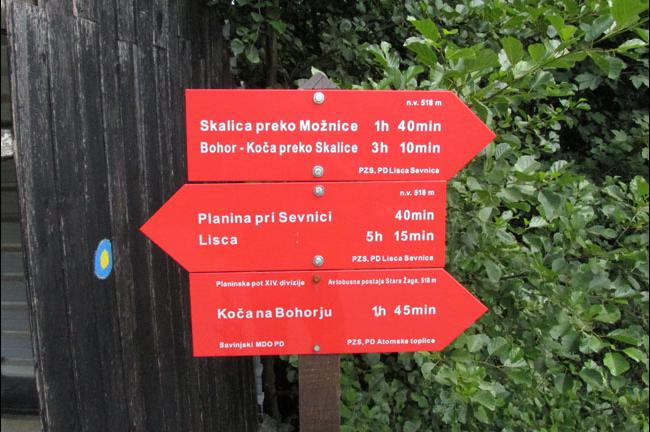 n.v. 518 m
Skalica preko Možnice 1h 40min
Bohor - Koča preko Skalice 3h 10min
PZS, PD Lisca Sevnica
n.v. 518 m
Planina pri Sevnici 40min
Lisca 5h 15min
PZS, PD Lisca Sevnica
Planinska pot XIV. divizije Avtobusna postaja Stara Žaga, 518 m
Koča na Bohorju 1h 45min
Savinjski MDO PD PZS, PD Atomske toplice